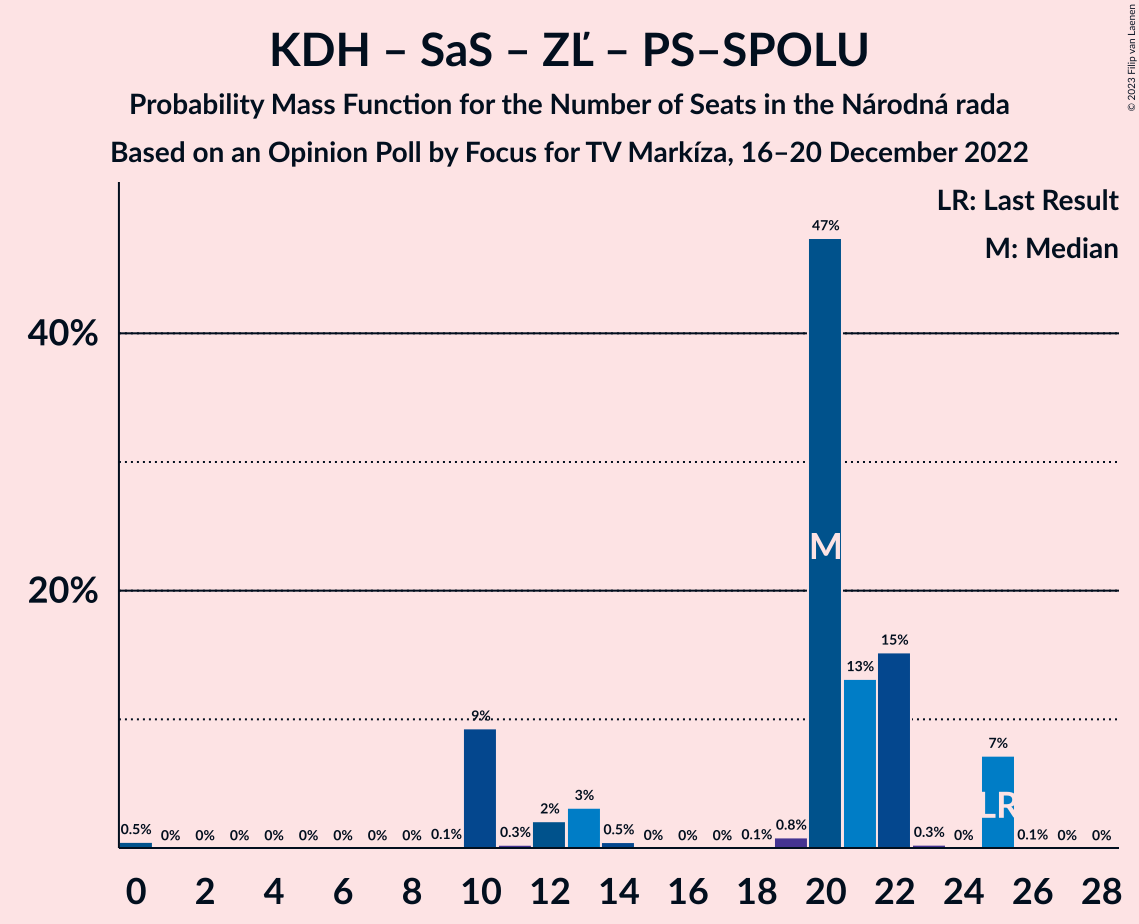 KDH – SaS – ZĽ – PS–SPOLU
Probability Mass Function for the Number of Seats in the Národná rada
Based on an Opinion Poll by Focus for TV Markíza, 16–20 December 2022
© 2023 Filip van Laenen
LR: Last Result
M: Median
40%
20%
0.5% 0% 0% 0% 0% 0% 0% 0% 0% 0.1% 9% 0.3% 2% 3% 0.5% 0% 0% 0% 0.1% 0.8% 47% 13% 15% 0.3% 0% 7% 0.1% 0% 0%
M
LR
0 2 4 6 8 10 12 14 16 18 20 22 24 26 28